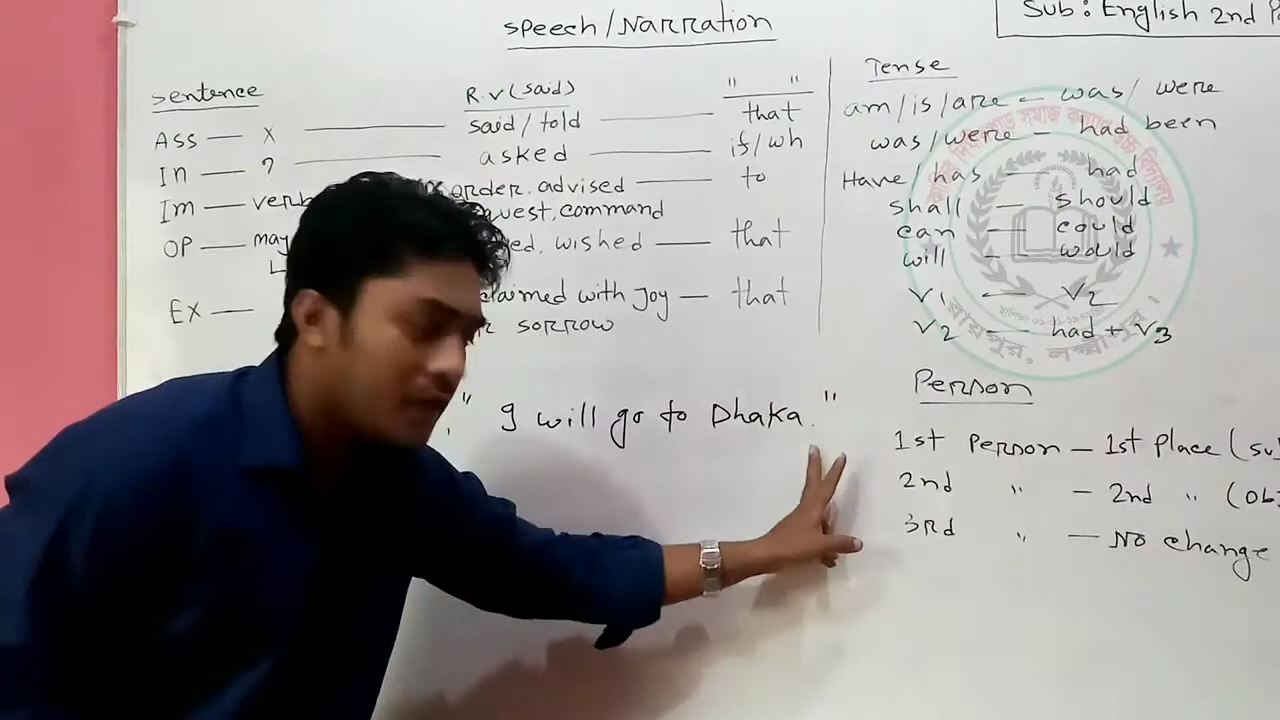 Speech/Narration
Sub: English 2nd P
Sentence
R.V(said)
" "
Ass — x — said/told — that
In — ? — asked — if/wh
Im — verb order, advised — to
quest, command
OP — may ed, wished — that
EX — claimed with Joy — that
r sorrow
" I will go to Dhaka."
Tense
am/is/are - was/were
was/were - had been
Have/has — had
shall — should
can — could
will - would
V1 — V2
V2 — had + V3
Person
1st Person — 1st place (su
2nd " — 2nd " (ob
3rd " — No change
রায়পুর, লক্ষ্মীপুর।